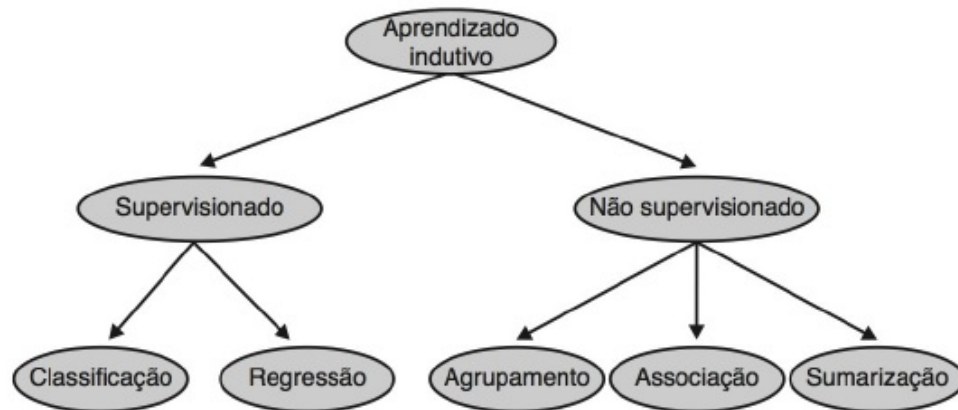 Aprendizado
indutivo
Supervisionado
Não supervisionado
Classificação
Regressão
Agrupamento
Associação
Sumarização